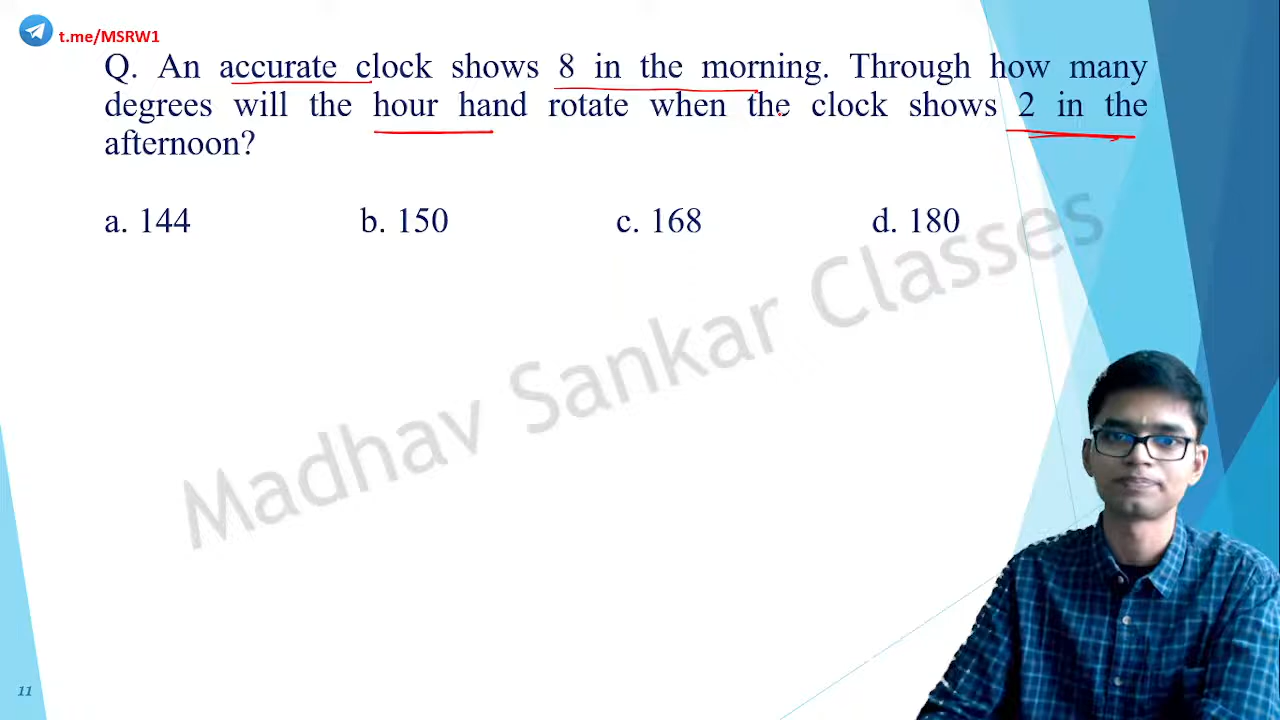 t.me/MSRW1
Q. An accurate clock shows 8 in the morning. Through how many
degrees will the hour hand rotate when the clock shows 2 in the
afternoon?
a. 144 b. 150 c. 168 d. 180
Madhav Sankar Classes
11